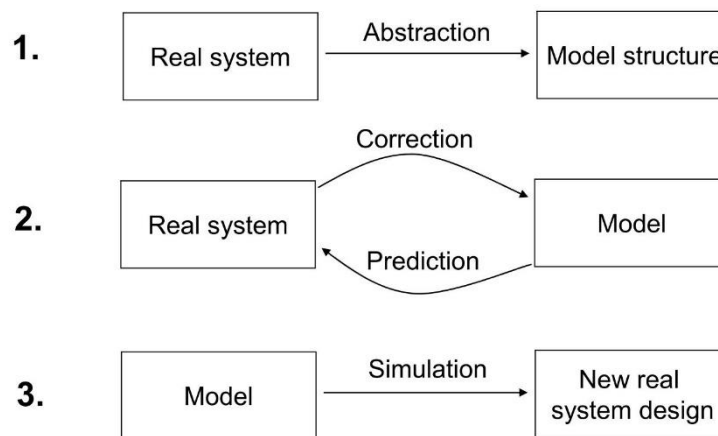 1.
Real system
Abstraction
Model structure
2.
Real system
Correction
Prediction
Model
3.
Model
Simulation
New real
system design